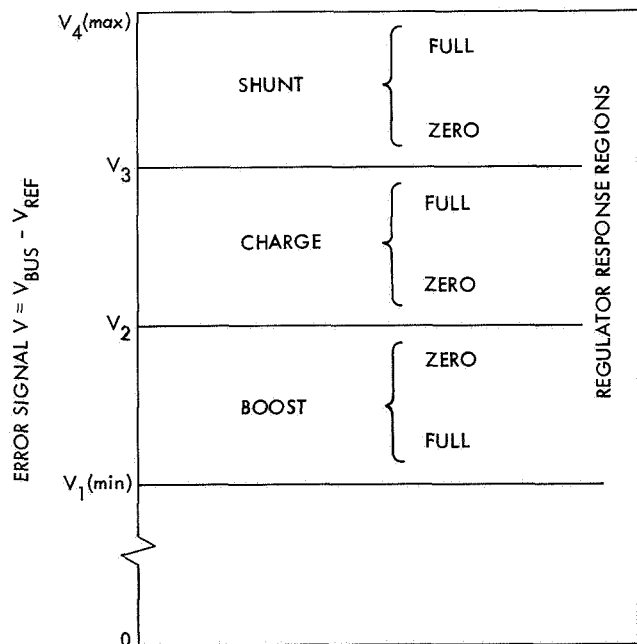 V4(max)
FULL
SHUNT
ZERO
V3
FULL
CHARGE
ZERO
V2
ZERO
BOOST
FULL
V1(min)
0
ERROR SIGNAL V = VBUS - VREF
REGULATOR RESPONSE REGIONS